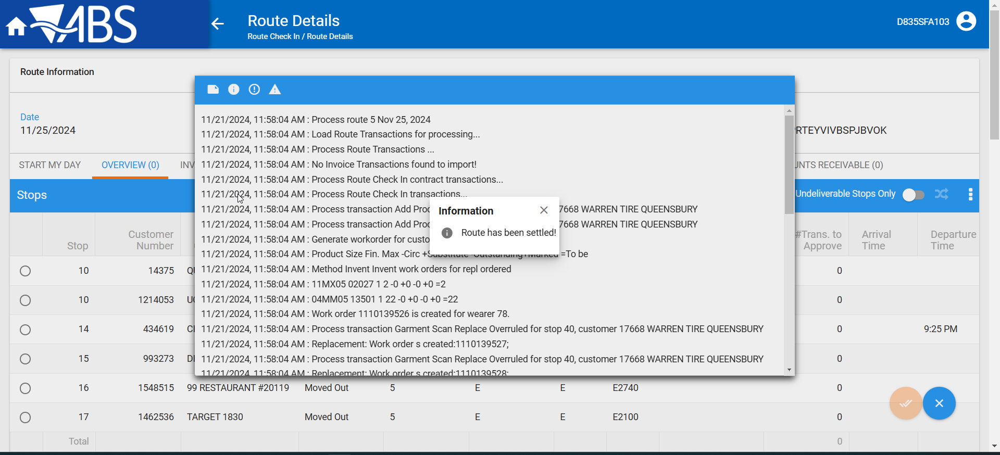 ABS
Route Details
Route Check In / Route Details
D835SFA103
Route Information
Date
11/25/2024
RTEYVIVBSPJBVOK
START MY DAY
OVERVIEW (0)
INV
UNTS RECEIVABLE (0)
Stops
Undeliverable Stops Only
11/21/2024, 11:58:04 AM : Process route 5 Nov 25, 2024
11/21/2024, 11:58:04 AM : Load Route Transactions for processing...
11/21/2024, 11:58:04 AM : Process Route Transactions ...
11/21/2024, 11:58:04 AM : No Invoice Transactions found to import!
11/21/2024, 11:58:04 AM : Process Route Check In contract transactions...
11/21/2024, 11:58:04 AM : Process Route Check In transactions...
11/21/2024, 11:58:04 AM : Process transaction Add Proc 7668 WARREN TIRE QUEENSBURY
11/21/2024, 11:58:04 AM : Process transaction Add Proc 7668 WARREN TIRE QUEENSBURY
11/21/2024, 11:58:04 AM : Generate workorder for custo
11/21/2024, 11:58:04 AM : Product Size Fin. Max -Circ +Substitute -Outstanding+Marked =To be
11/21/2024, 11:58:04 AM : Method Invent Invent work orders for repl ordered
11/21/2024, 11:58:04 AM : 11MX05 02027 1 2 -0 +0 -0 +0 =2
11/21/2024, 11:58:04 AM : 04MM05 13501 1 22 -0 +0 -0 +0 =22
11/21/2024, 11:58:04 AM : Work order 1110139526 is created for wearer 78.
11/21/2024, 11:58:04 AM : Process transaction Garment Scan Replace Overruled for stop 40, customer 17668 WARREN TIRE QUEENSBURY
11/21/2024, 11:58:04 AM : Replacement: Work order s created:1110139527;
11/21/2024, 11:58:04 AM : Process transaction Garment Scan Replace Overruled for stop 40, customer 17668 WARREN TIRE QUEENSBURY
11/21/2024, 11:58:04 AM : Replacement: Work order s created:1110139528;
Information
Route has been settled!
Stop
Customer Number
#Trans. to Approve
Arrival Time
Departure Time
10 14375 QU 0
10 1214053 UC 0
14 434619 0 9:25 PM
15 993273 0
16 1548515 99 RESTAURANT #20119 Moved Out 5 E E E2740 0
17 1462536 TARGET 1830 Moved Out 5 E E E2100 0
Total 0